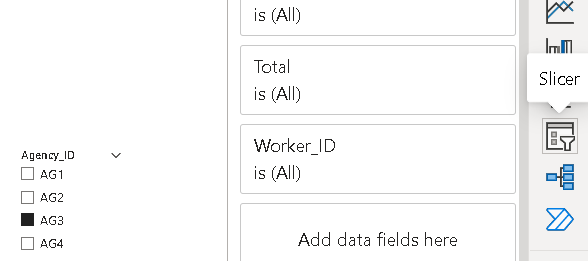 is (All)
Total
is (All)
Slicer
Worker_ID
is (All)
Agency_ID
AG1
AG2
AG3
AG4
Add data fields here